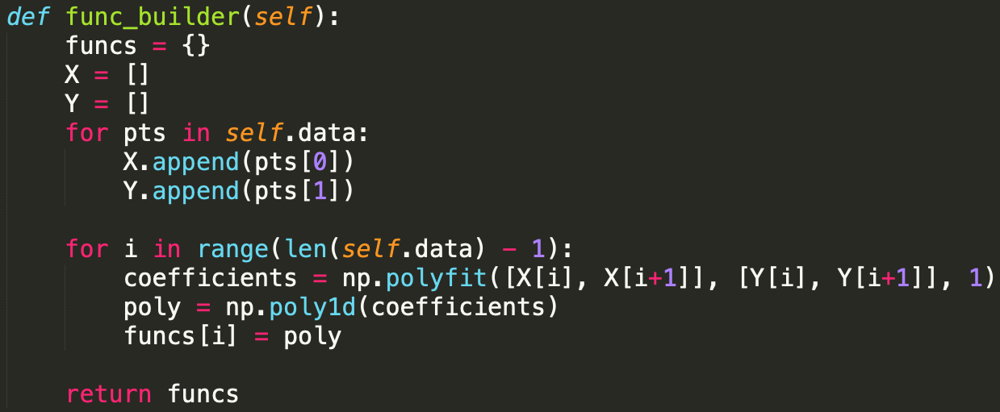 def func_builder(self):
    funcs = {}
    X = []
    Y = []
    for pts in self.data:
        X.append(pts[0])
        Y.append(pts[1])

    for i in range(len(self.data) - 1):
        coefficients = np.polyfit([X[i], X[i+1]], [Y[i], Y[i+1]], 1)
        poly = np.poly1d(coefficients)
        funcs[i] = poly

    return funcs